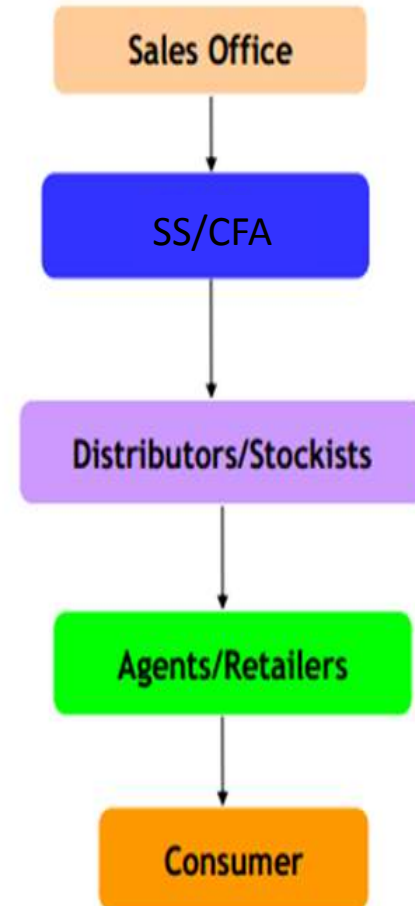 Sales Office
SS/CFA
Distributors/Stockists
Agents/Retailers
Consumer